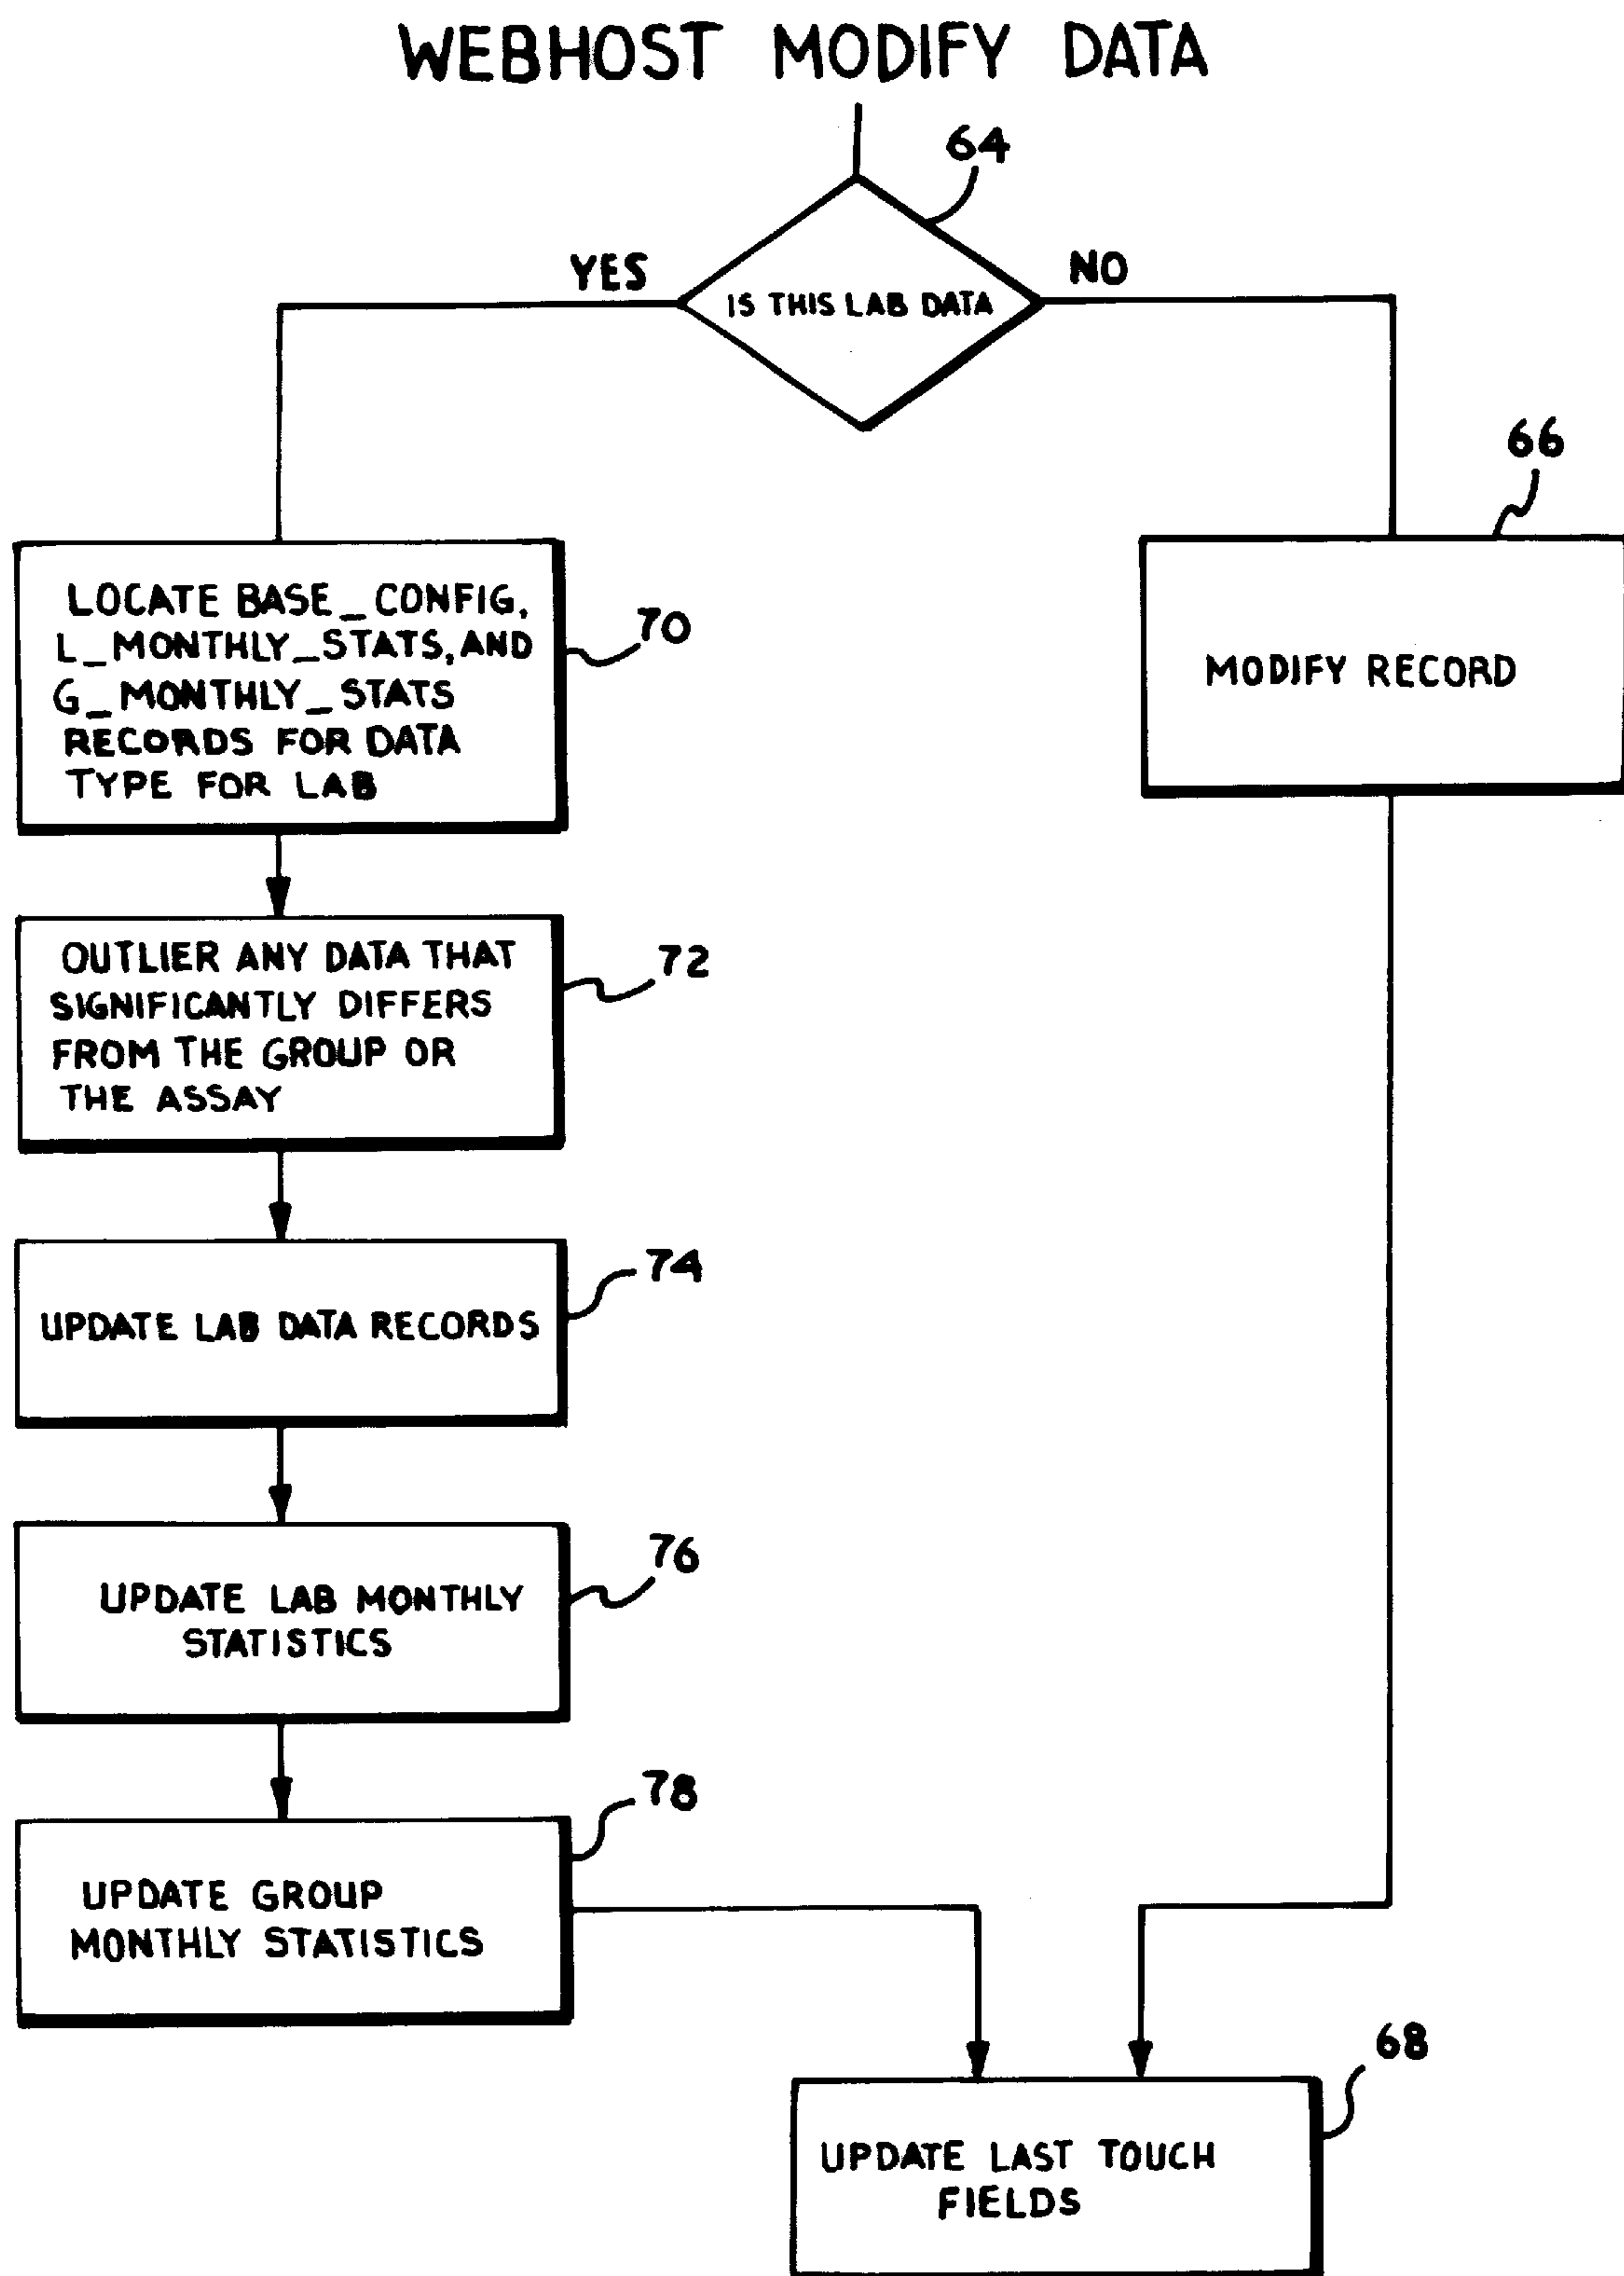 WEBHOST MODIFY DATA
64
YES
NO
IS THIS LAB DATA
66
LOCATE BASE_CONFIG,
L_MONTHLY_STATS, AND
G_MONTHLY_STATS
RECORDS FOR DATA
TYPE FOR LAB
70
MODIFY RECORD
OUTLIER ANY DATA THAT
SIGNIFICANTLY DIFFERS
FROM THE GROUP OR
THE ASSAY
72
UPDATE LAB DATA RECORDS
74
UPDATE LAB MONTHLY
STATISTICS
76
UPDATE GROUP
MONTHLY STATISTICS
78
68
UPDATE LAST TOUCH
FIELDS